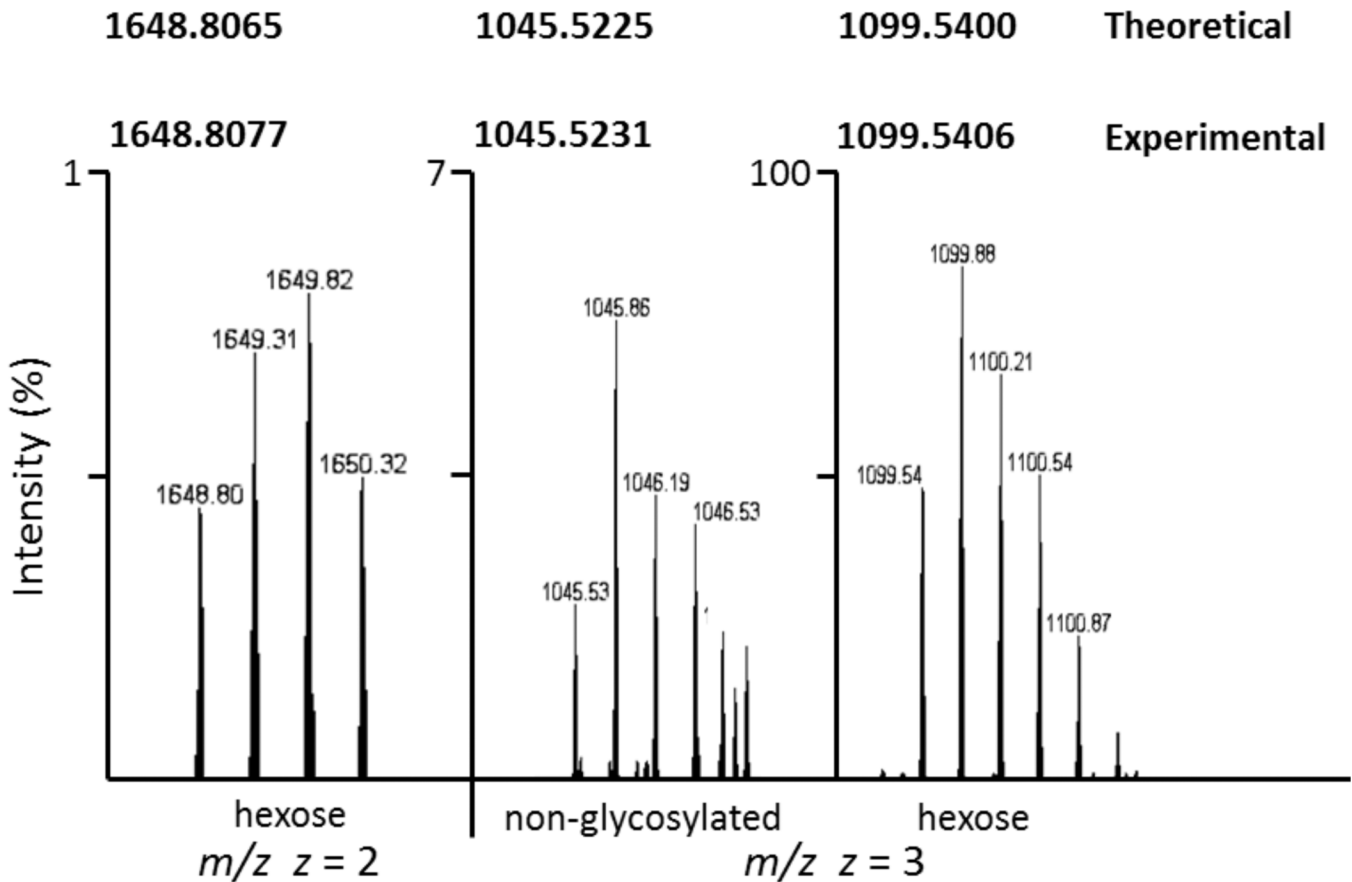 1648.8065 1045.5225 1099.5400 Theoretical
1648.8077 1045.5231 1099.5406 Experimental
1 7 100
1649.82
1649.31
1648.80
1650.32
1045.86
1046.19
1046.53
1045.53
1099.88
1100.21
1099.54
1100.54
1100.87
Intensity (%)
hexose non-glycosylated hexose
m/z z = 2 m/z z = 3